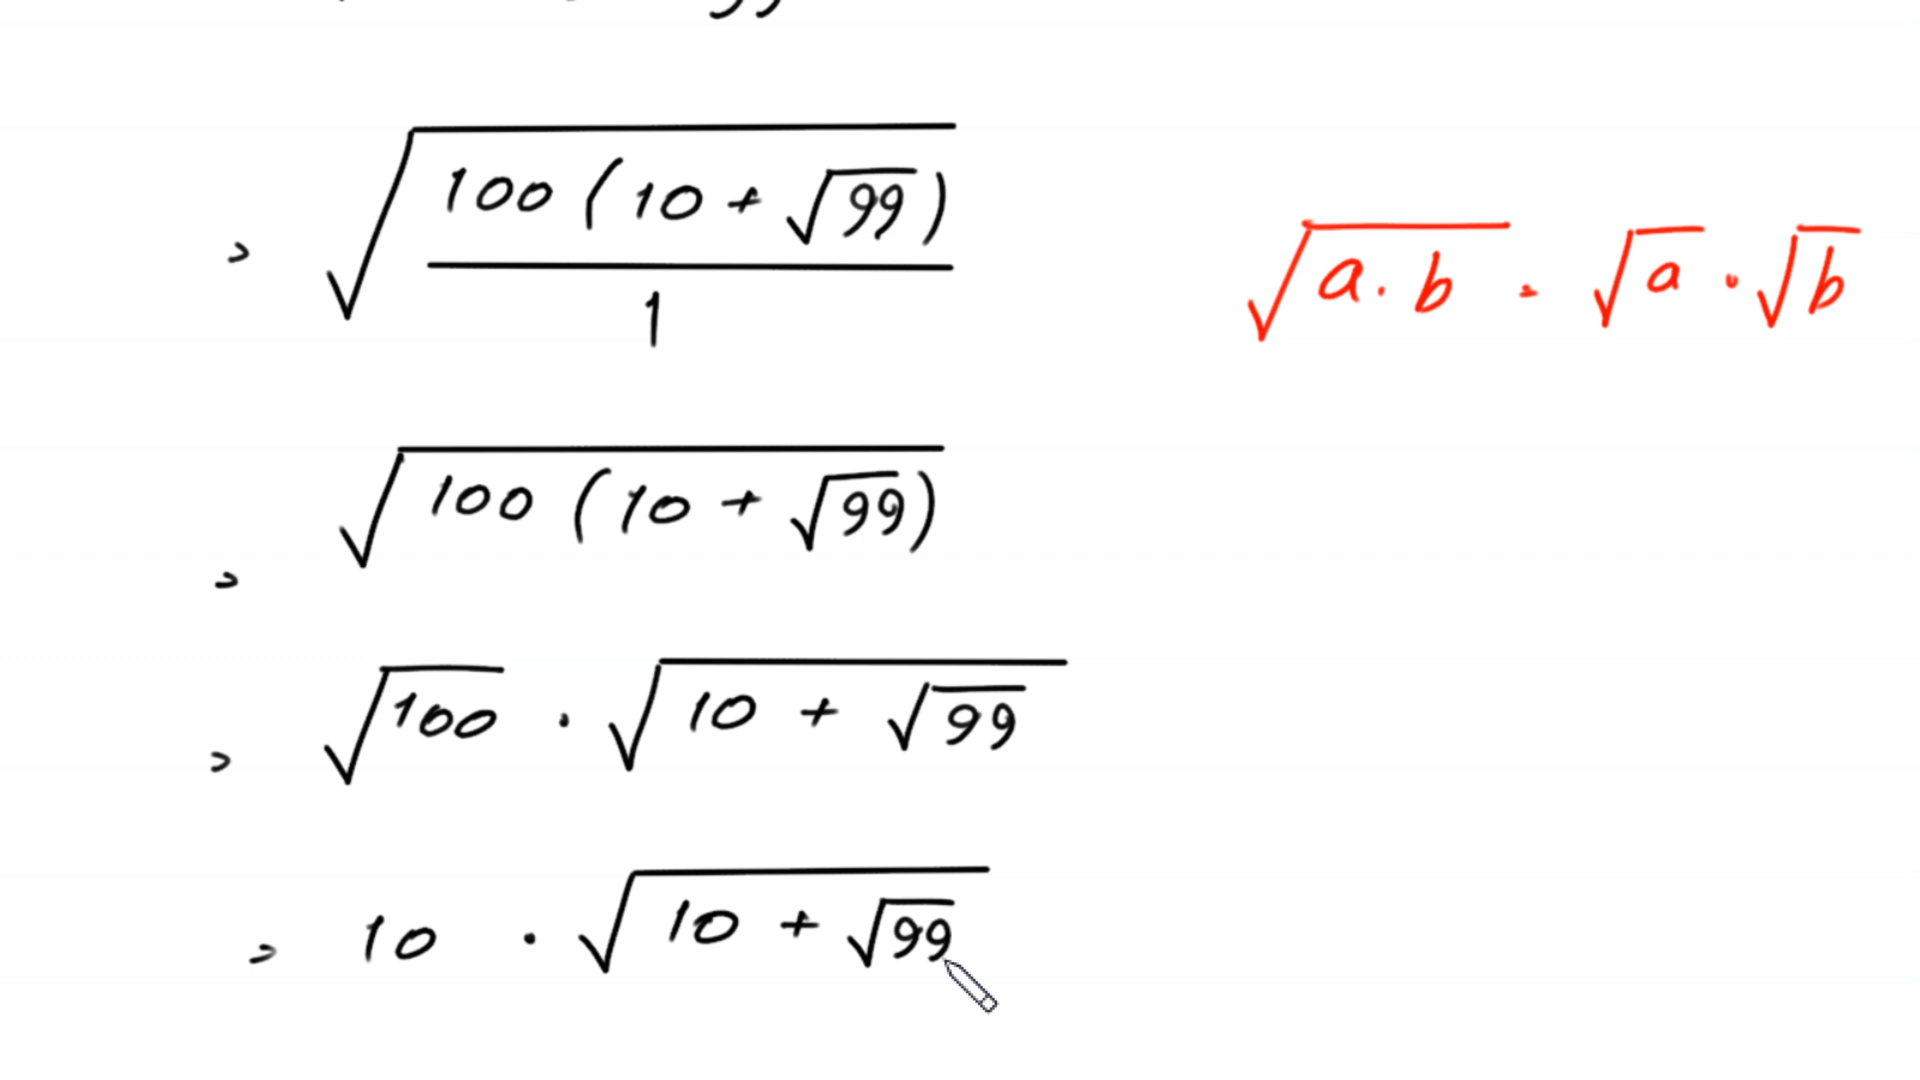 = √(100 (10 + √99) / 1)
√(a · b) = √a · √b
= √(100 (10 + √99))
= √100 · √(10 + √99)
= 10 · √(10 + √99)